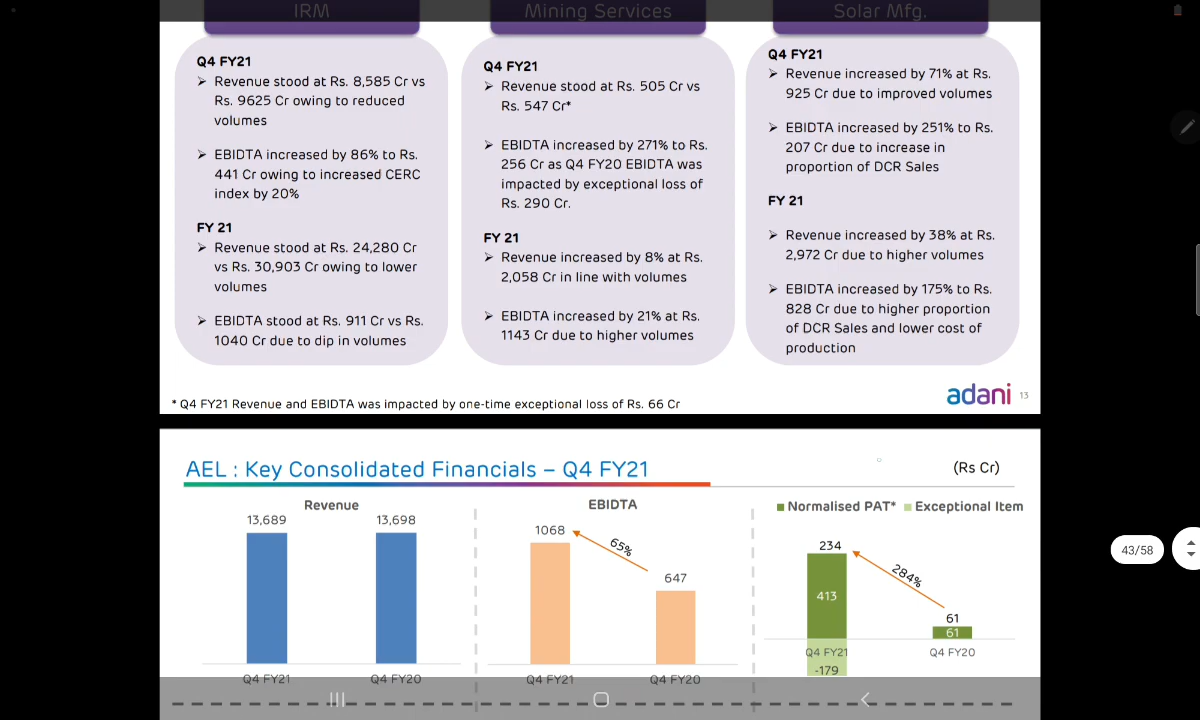 IRM
Mining Services
Solar Mfg.
Q4 FY21
➢ Revenue stood at Rs. 8,585 Cr vs
Rs. 9625 Cr owing to reduced
volumes
➢ EBIDTA increased by 86% to Rs.
441 Cr owing to increased CERC
index by 20%
FY 21
➢ Revenue stood at Rs. 24,280 Cr
vs Rs. 30,903 Cr owing to lower
volumes
➢ EBIDTA stood at Rs. 911 Cr vs Rs.
1040 Cr due to dip in volumes
Q4 FY21
➢ Revenue stood at Rs. 505 Cr vs
Rs. 547 Cr*
➢ EBIDTA increased by 271% to Rs.
256 Cr as Q4 FY20 EBIDTA was
impacted by exceptional loss of
Rs. 290 Cr.
FY 21
➢ Revenue increased by 8% at Rs.
2,058 Cr in line with volumes
➢ EBIDTA increased by 21% at Rs.
1143 Cr due to higher volumes
Q4 FY21
➢ Revenue increased by 71% at Rs.
925 Cr due to improved volumes
➢ EBIDTA increased by 251% to Rs.
207 Cr due to increase in
proportion of DCR Sales
FY 21
➢ Revenue increased by 38% at Rs.
2,972 Cr due to higher volumes
➢ EBIDTA increased by 175% to Rs.
828 Cr due to higher proportion
of DCR Sales and lower cost of
production
* Q4 FY21 Revenue and EBIDTA was impacted by one-time exceptional loss of Rs. 66 Cr
adani
13
AEL : Key Consolidated Financials – Q4 FY21
(Rs Cr)
Revenue
13,689
13,698
Q4 FY21
Q4 FY20
EBIDTA
1068
65%
647
Q4 FY21
Q4 FY20
Normalised PAT*
Exceptional Item
234
284%
413
61
61
Q4 FY21
Q4 FY20
-179
43/58